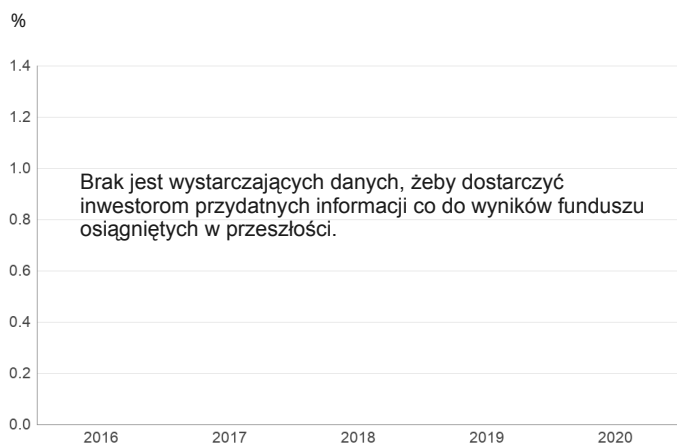 %
1.4
1.2
1.0
Brak jest wystarczających danych, żeby dostarczyć
inwestorom przydatnych informacji co do wyników funduszu
0.8
osiągniętych w przeszłości.
0.6
0.4
0.2
0.0
2016 2017 2018 2019 2020